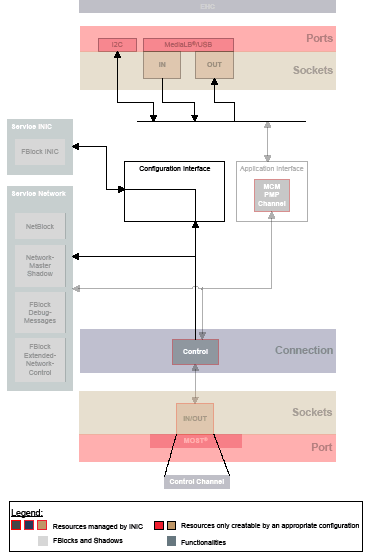 EHC
Ports
I2C
MediaLB®/USB
IN
OUT
Sockets
Service INIC
FBlock INIC
Configuration Interface
Application Interface
MCM
PMP
Channel
Service Network
NetBlock
Network-
Master
Shadow
FBlock
Debug-
Messages
FBlock
Extended-
Network-
Control
Control
Connection
IN/OUT
Sockets
MOST®
Port
Control Channel
Legend:
Resources managed by INIC
Resources only creatable by an appropriate configuration
FBlocks and Shadows
Functionalities